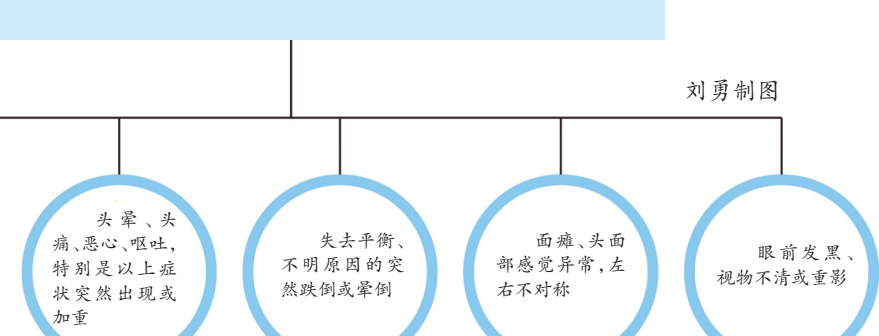 刘勇制图
头晕、头
痛、恶心、呕吐，
特别是以上症
状突然出现或
加重
失去平衡、
不明原因的突
然跌倒或晕倒
面瘫、头面
部感觉异常，左
右不对称
眼前发黑、
视物不清或重影